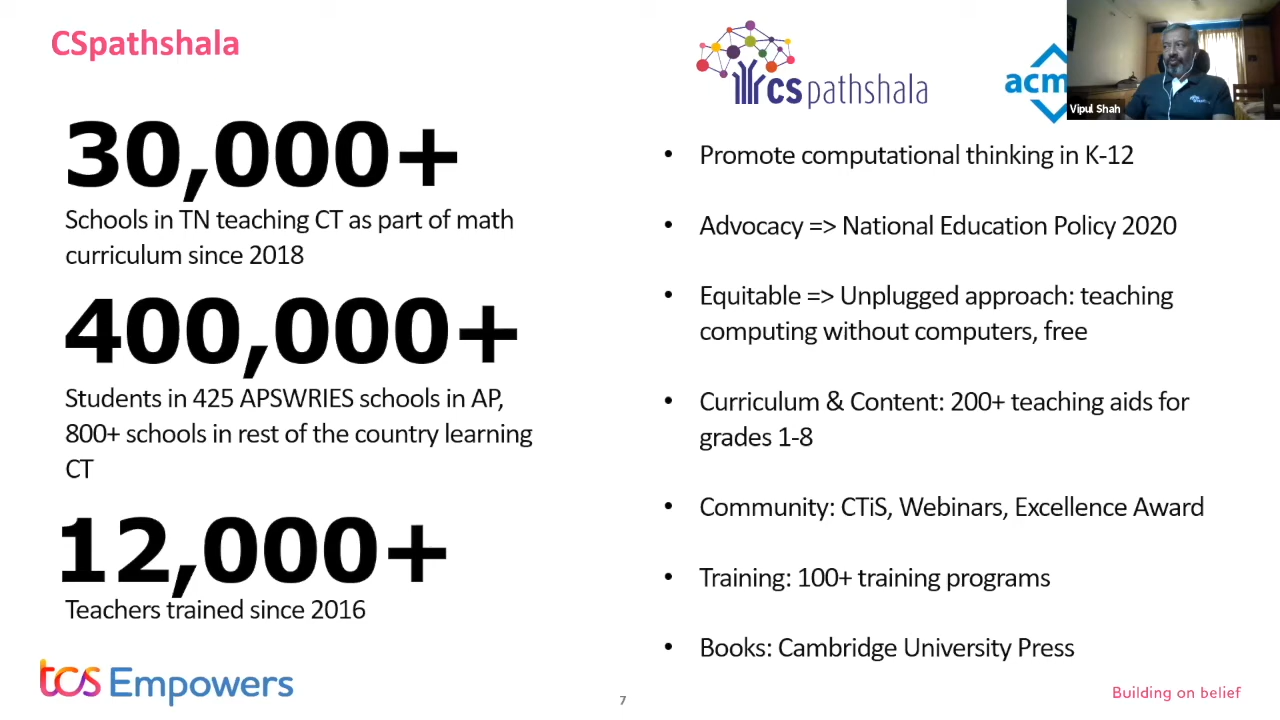 CSpathshala
cspathshala
acm
Vipul Shah
30,000+
Schools in TN teaching CT as part of math
curriculum since 2018
400,000+
Students in 425 APSWRIES schools in AP,
800+ schools in rest of the country learning
CT
12,000+
Teachers trained since 2016
• Promote computational thinking in K-12
• Advocacy => National Education Policy 2020
• Equitable => Unplugged approach: teaching
computing without computers, free
• Curriculum & Content: 200+ teaching aids for
grades 1-8
• Community: CTiS, Webinars, Excellence Award
• Training: 100+ training programs
• Books: Cambridge University Press
tcs Empowers
7
Building on belief